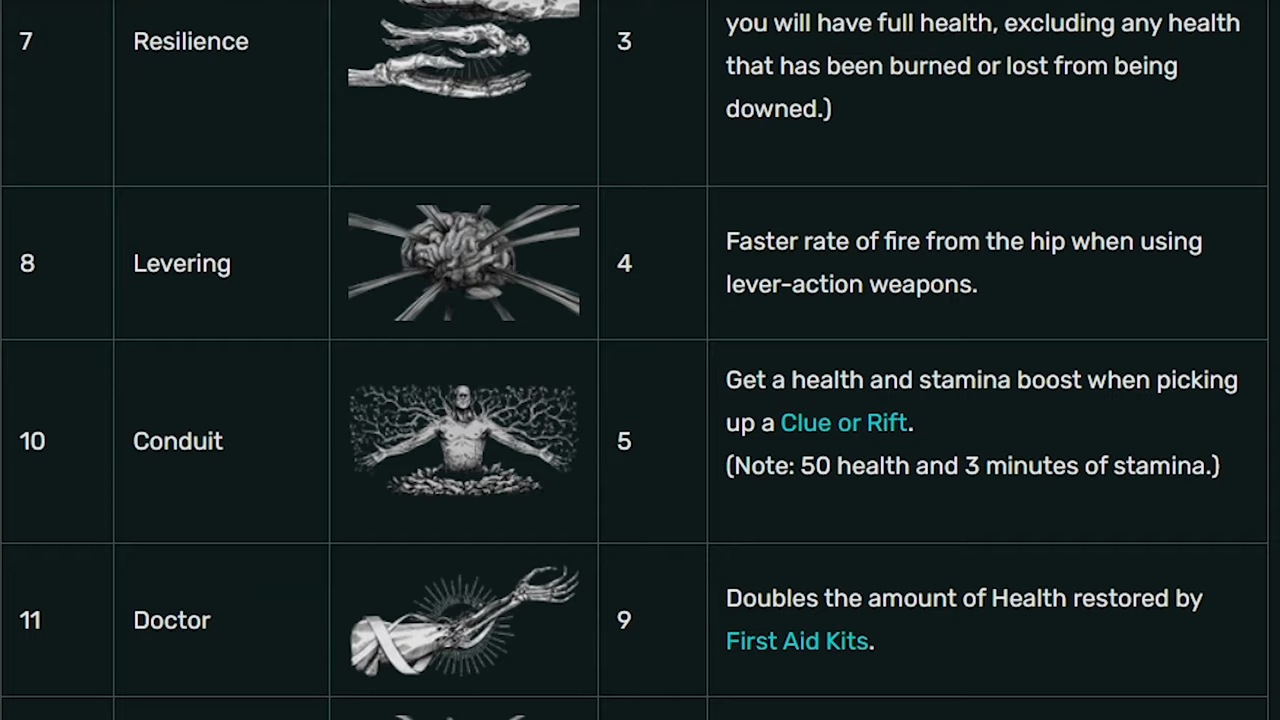 7
Resilience
3
you will have full health, excluding any health
that has been burned or lost from being
downed.)
8
Levering
4
Faster rate of fire from the hip when using
lever-action weapons.
10
Conduit
5
Get a health and stamina boost when picking
up a Clue or Rift.
(Note: 50 health and 3 minutes of stamina.)
11
Doctor
9
Doubles the amount of Health restored by
First Aid Kits.